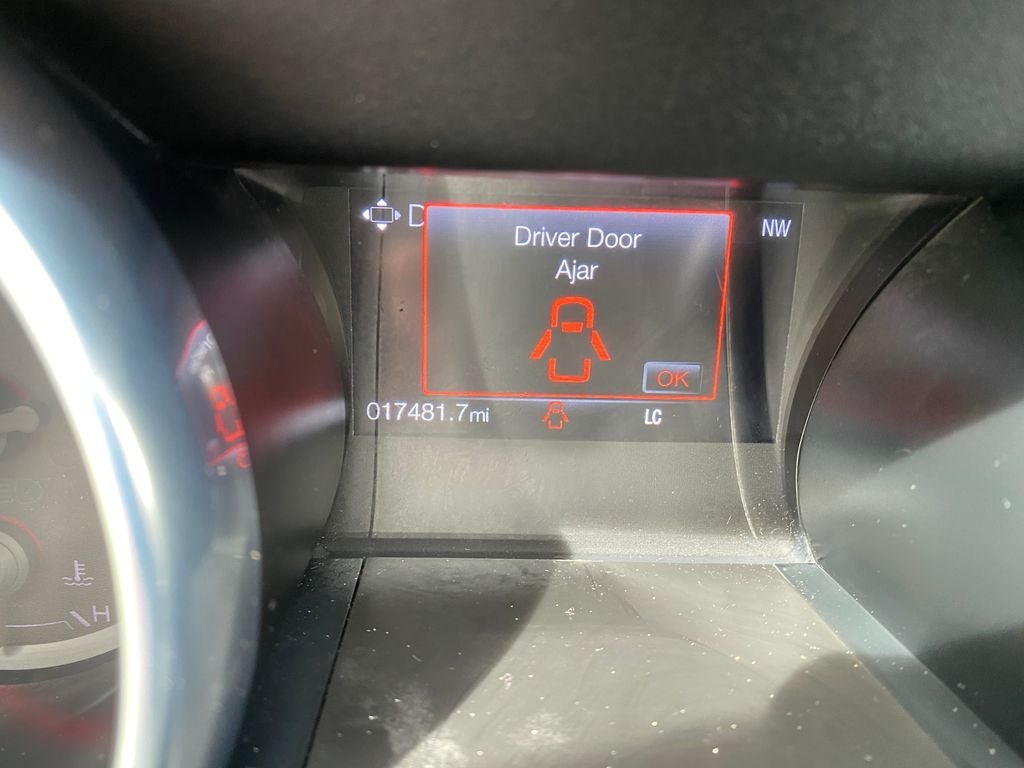 D
NW
Driver Door
Ajar
OK
017481.7mi
LC
H